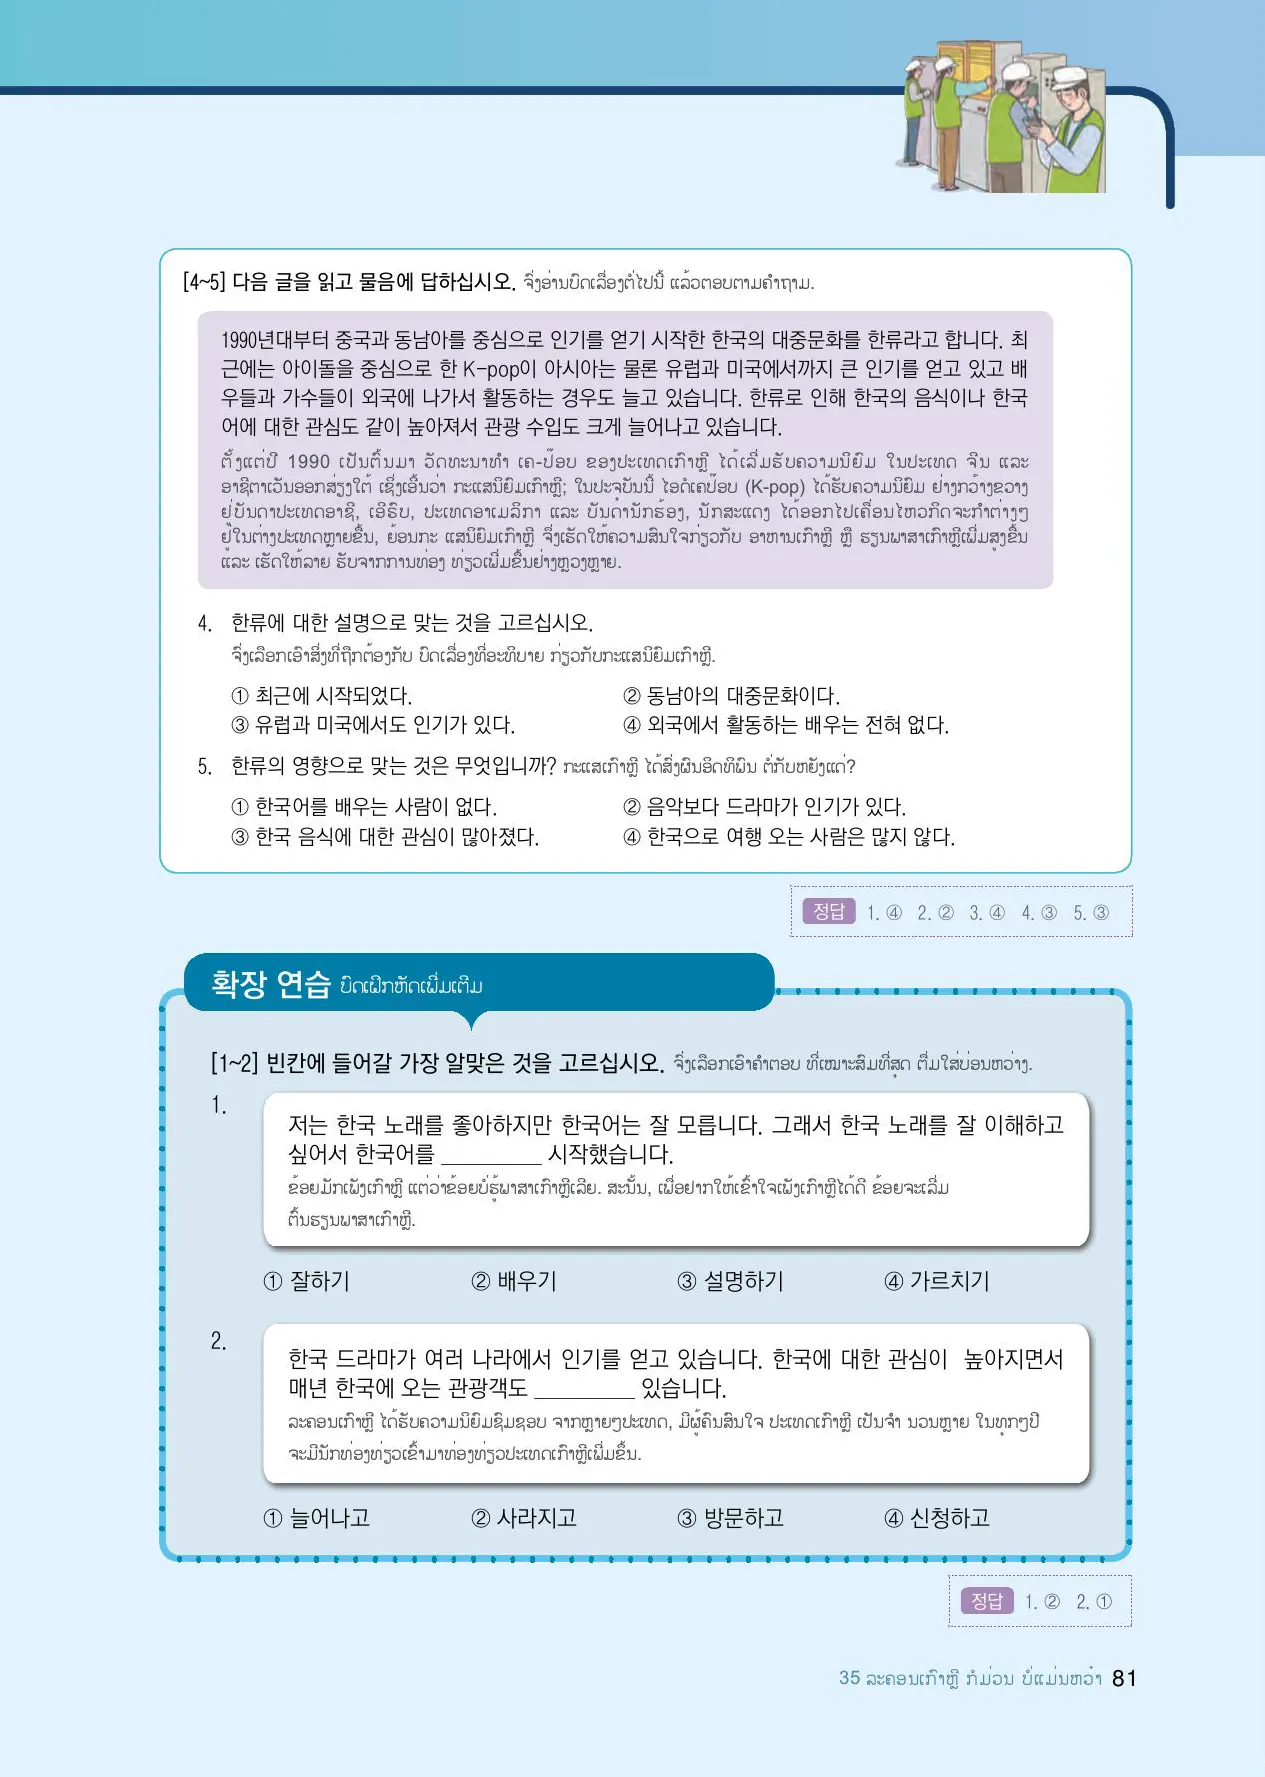 [4~5] 다음 글을 읽고 물음에 답하십시오. ຈົ່ງອ່ານບົດເລື່ອງຕໍ່ໄປນີ້ ແລ້ວຕອບຕາມຄຳຖາມ.
1990년대부터 중국과 동남아를 중심으로 인기를 얻기 시작한 한국의 대중문화를 한류라고 합니다. 최
근에는 아이돌을 중심으로 한 K-pop이 아시아는 물론 유럽과 미국에서까지 큰 인기를 얻고 있고 배
우들과 가수들이 외국에 나가서 활동하는 경우도 늘고 있습니다. 한류로 인해 한국의 음식이나 한국
어에 대한 관심도 같이 높아져서 관광 수입도 크게 늘어나고 있습니다.
ຕັ້ງແຕ່ປີ 1990 ເປັນຕົ້ນມາ ວັດທະນາທຳ ເຄ-ປ໊ອບ ຂອງປະເທດເກົາຫຼີ ໄດ້ເລີ່ມຮັບຄວາມນິຍົມ ໃນປະເທດ ຈີນ ແລະ
ອາຊີຕາເວັນອອກສ່ຽງໃຕ້ ເຊິ່ງເອີ້ນວ່າ ກະແສນິຍົມເກົາຫຼີ; ໃນປະຈຸບັນນີ້ ໄອດໍເຄປ໊ອບ (K-pop) ໄດ້ຮັບຄວາມນິຍົມ ຢ່າງກວ້າງຂວາງ
ຢູ່ບັນດາປະເທດອາຊີ, ເອີຣົບ, ປະເທດອາເມລິກາ ແລະ ບັນດານັກຮ້ອງ, ນັກສະແດງ ໄດ້ອອກໄປເຄື່ອນໄຫວກິດຈະກຳຕ່າງໆ
ຢູ່ໃນຕ່າງປະເທດຫຼາຍຂື້ນ, ຍ້ອນກະ ແສນິຍົມເກົາຫຼີ ຈຶ່ງເຮັດໃຫ້ຄວາມສົນໃຈກ່ຽວກັບ ອາຫານເກົາຫຼີ ຫຼື ຮຽນພາສາເກົາຫຼີເພີ່ມສູງຂື້ນ
ແລະ ເຮັດໃຫ້ລາຍ ຮັບຈາກການທ່ອງ ທ່ຽວເພີ່ມຂື້ນຢ່າງຫຼວງຫຼາຍ.
4. 한류에 대한 설명으로 맞는 것을 고르십시오.
ຈົ່ງເລືອກເອົາສິ່ງທີ່ຖືກຕ້ອງກັບ ບົດເລື່ອງທີ່ອະທິບາຍ ກ່ຽວກັບກະແສນິຍົມເກົາຫຼີ.
① 최근에 시작되었다. ② 동남아의 대중문화이다.
③ 유럽과 미국에서도 인기가 있다. ④ 외국에서 활동하는 배우는 전혀 없다.
5. 한류의 영향으로 맞는 것은 무엇입니까? ກະແສເກົາຫຼີ ໄດ້ສົ່ງຜົນອິດທິພົນ ຕໍ່ກັບຫຍັງແດ່?
① 한국어를 배우는 사람이 없다. ② 음악보다 드라마가 인기가 있다.
③ 한국 음식에 대한 관심이 많아졌다. ④ 한국으로 여행 오는 사람은 많지 않다.
정답 1. ④ 2. ② 3. ④ 4. ③ 5. ③
확장 연습 ບົດເຝິກຫັດເພີ່ມເຕີມ
[1~2] 빈칸에 들어갈 가장 알맞은 것을 고르십시오. ຈົ່ງເລືອກເອົາຄຳຕອບ ທີ່ເໝາະສົມທີ່ສຸດ ຕື່ມໃສ່ບ່ອນຫວ່າງ.
1.
저는 한국 노래를 좋아하지만 한국어는 잘 모릅니다. 그래서 한국 노래를 잘 이해하고
싶어서 한국어를 _________ 시작했습니다.
ຂ້ອຍມັກເພັງເກົາຫຼີ ແຕ່ວ່າຂ້ອຍບໍ່ຮູ້ພາສາເກົາຫຼີເລີຍ. ສະນັ້ນ, ເພື່ອຢາກໃຫ້ເຂົ້າໃຈເພັງເກົາຫຼີໄດ້ດີ ຂ້ອຍຈະເລີ່ມ
ຕົ້ນຮຽນພາສາເກົາຫຼີ.
① 잘하기 ② 배우기 ③ 설명하기 ④ 가르치기
2.
한국 드라마가 여러 나라에서 인기를 얻고 있습니다. 한국에 대한 관심이 높아지면서
매년 한국에 오는 관광객도 _________ 있습니다.
ລະຄອນເກົາຫຼີ ໄດ້ຮັບຄວາມນິຍົມຊົມຊອບ ຈາກຫຼາຍໆປະເທດ, ມີຜູ້ຄົນສົນໃຈ ປະເທດເກົາຫຼີ ເປັນຈຳ ນວນຫຼາຍ ໃນທຸກໆປີ
ຈະມີນັກທ່ອງທ່ຽວເຂົ້າມາທ່ອງທ່ຽວປະເທດເກົາຫຼີເພີ່ມຂຶ້ນ.
① 늘어나고 ② 사라지고 ③ 방문하고 ④ 신청하고
정답 1. ② 2. ①
35 ລະຄອນເກົາຫຼີ ກໍມ່ວນ ບໍ່ແມ່ນຫວ໋າ 81